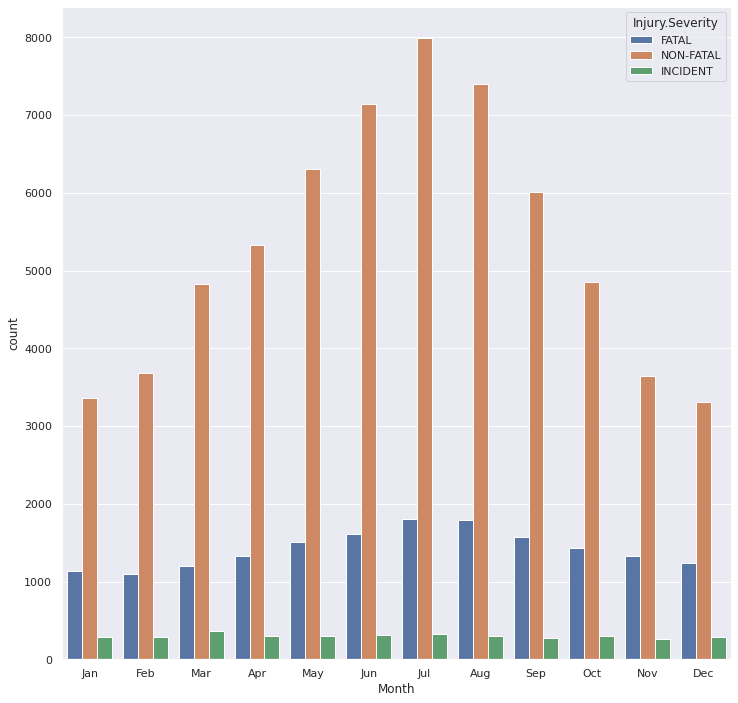 Injury.Severity
FATAL
NON-FATAL
INCIDENT
8000
7000
6000
5000
4000
3000
2000
1000
0
count
Jan Feb Mar Apr May Jun Jul Aug Sep Oct Nov Dec
Month